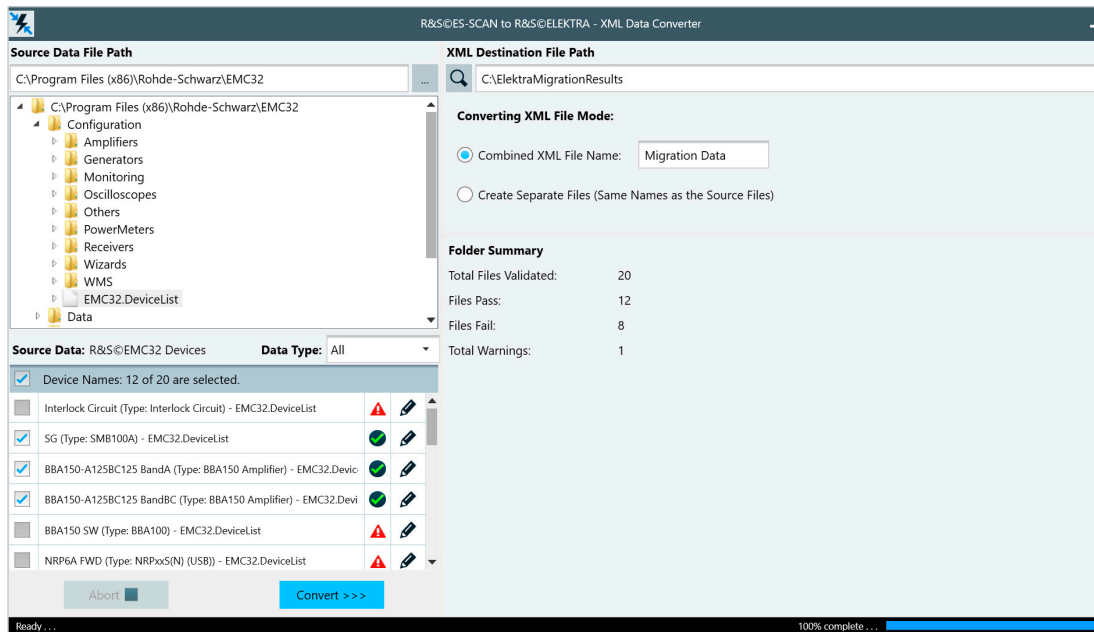 R&S©ES-SCAN to R&S©ELEKTRA - XML Data Converter
Source Data File Path
C:\Program Files (x86)\Rohde-Schwarz\EMC32
...
C:\Program Files (x86)\Rohde-Schwarz\EMC32
Configuration
Amplifiers
Generators
Monitoring
Oscilloscopes
Others
PowerMeters
Receivers
Wizards
WMS
EMC32.DeviceList
Data
Source Data: R&S©EMC32 Devices Data Type: All
Device Names: 12 of 20 are selected.
Interlock Circuit (Type: Interlock Circuit) - EMC32.DeviceList
SG (Type: SMB100A) - EMC32.DeviceList
BBA150-A125BC125 BandA (Type: BBA150 Amplifier) - EMC32.Devic
BBA150-A125BC125 BandBC (Type: BBA150 Amplifier) - EMC32.Devi
BBA150 SW (Type: BBA100) - EMC32.DeviceList
NRP6A FWD (Type: NRPxxS(N) (USB)) - EMC32.DeviceList
Abort
Convert >>>
XML Destination File Path
C:\ElektraMigrationResults
Converting XML File Mode:
Combined XML File Name: Migration Data
Create Separate Files (Same Names as the Source Files)
Folder Summary
Total Files Validated: 20
Files Pass: 12
Files Fail: 8
Total Warnings: 1
Ready . . .
100% complete . . .